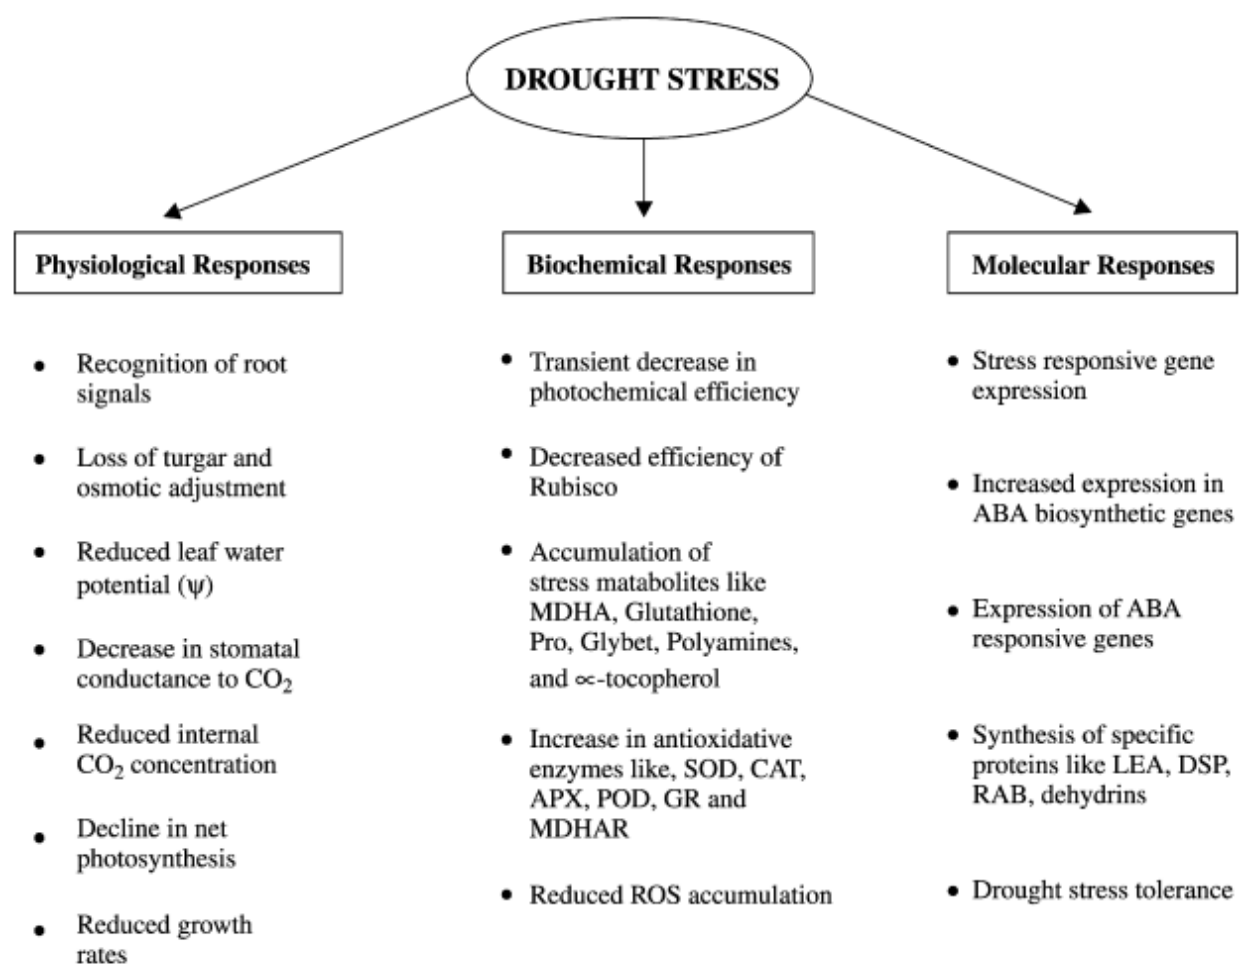 DROUGHT STRESS
Physiological Responses
• Recognition of root
signals
• Loss of turgar and
osmotic adjustment
• Reduced leaf water
potential (ψ)
• Decrease in stomatal
conductance to CO₂
• Reduced internal
CO₂ concentration
• Decline in net
photosynthesis
• Reduced growth
rates
Biochemical Responses
• Transient decrease in
photochemical efficiency
• Decreased efficiency of
Rubisco
• Accumulation of
stress matabolites like
MDHA, Glutathione,
Pro, Glybet, Polyamines,
and ∝-tocopherol
• Increase in antioxidative
enzymes like, SOD, CAT,
APX, POD, GR and
MDHAR
• Reduced ROS accumulation
Molecular Responses
• Stress responsive gene
expression
• Increased expression in
ABA biosynthetic genes
• Expression of ABA
responsive genes
• Synthesis of specific
proteins like LEA, DSP,
RAB, dehydrins
• Drought stress tolerance